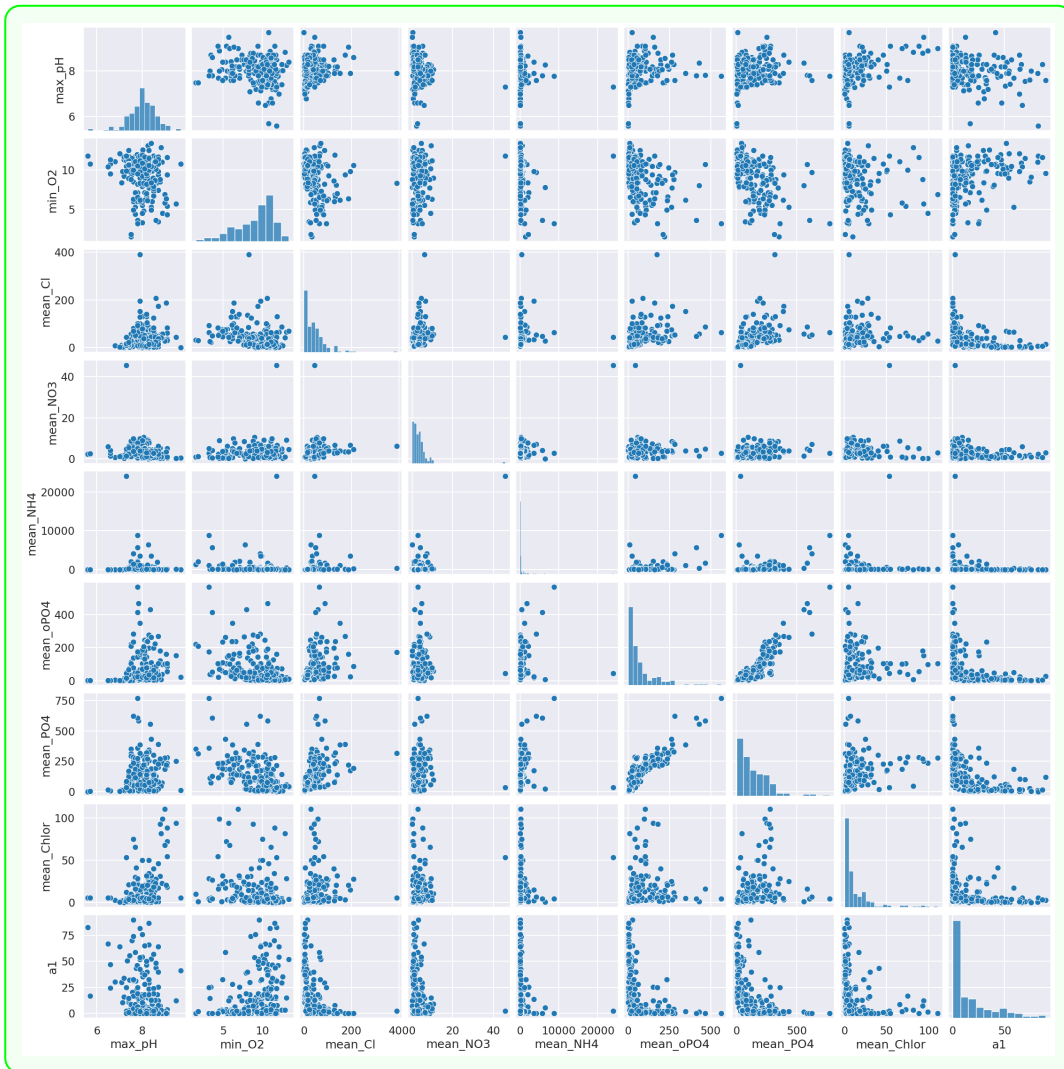 max_pH
8
6
min_O2
10
5
mean_Cl
400
200
0
mean_NO3
40
20
0
mean_NH4
20000
10000
0
mean_oPO4
400
200
0
mean_PO4
750
500
250
0
mean_Chlor
100
50
0
a1
75
50
25
0
6 8 5 10 0 200 400 0 20 40 0 10000 20000 0 250 500 0 500 0 50 100 0 50
max_pH min_O2 mean_Cl mean_NO3 mean_NH4 mean_oPO4 mean_PO4 mean_Chlor a1